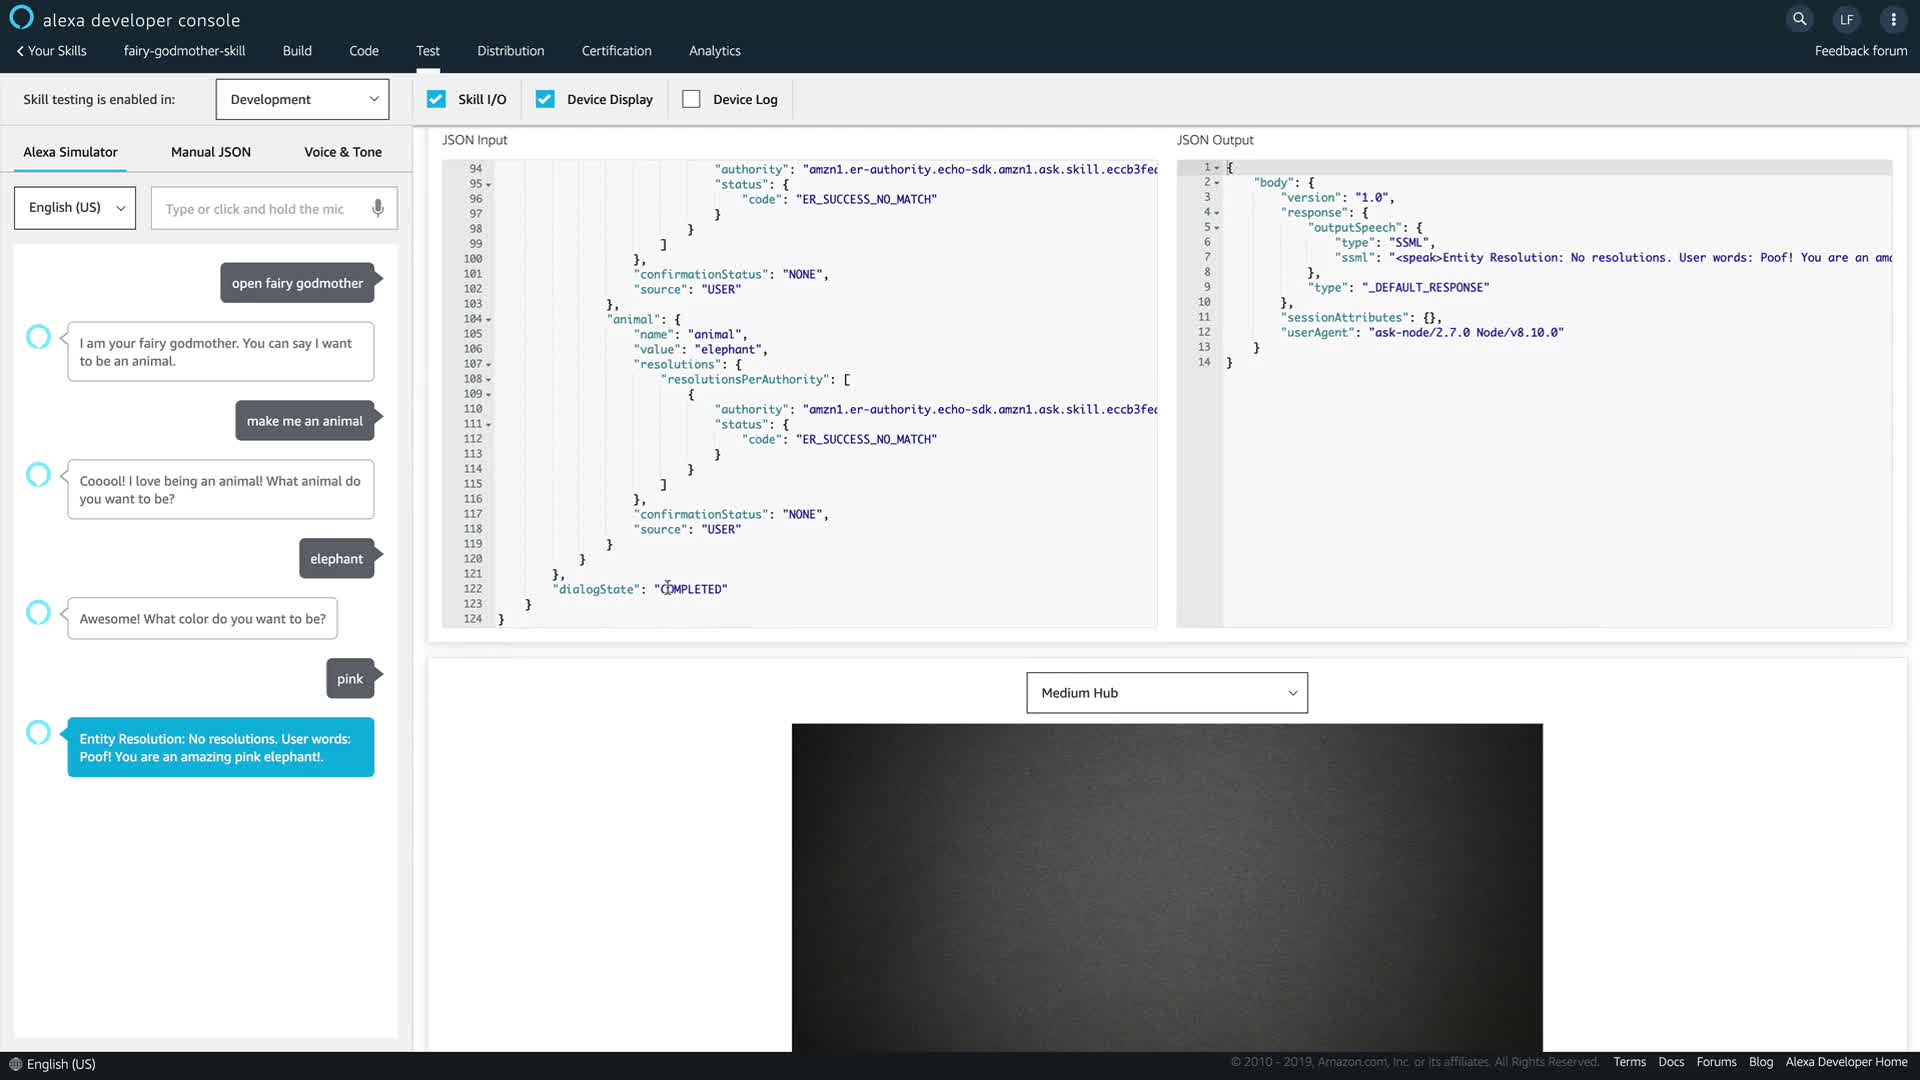 alexa developer console
LF
Your Skills
fairy-godmother-skill
Build
Code
Test
Distribution
Certification
Analytics
Feedback forum
Skill testing is enabled in:
Development
Skill I/O
Device Display
Device Log
Alexa Simulator
Manual JSON
Voice & Tone
English (US)
Type or click and hold the mic
open fairy godmother
I am your fairy godmother. You can say I want
to be an animal.
make me an animal
Cooool! I love being an animal! What animal do
you want to be?
elephant
Awesome! What color do you want to be?
pink
Entity Resolution: No resolutions. User words:
Poof! You are an amazing pink elephant!.
JSON Input
94 "authority": "amzn1.er-authority.echo-sdk.amzn1.ask.skill.eccb3fec
95 "status": {
96 "code": "ER_SUCCESS_NO_MATCH"
97 }
98 }
99 ]
100 },
101 "confirmationStatus": "NONE",
102 "source": "USER"
103 },
104 "animal": {
105 "name": "animal",
106 "value": "elephant",
107 "resolutions": {
108 "resolutionsPerAuthority": [
109 {
110 "authority": "amzn1.er-authority.echo-sdk.amzn1.ask.skill.eccb3fec
111 "status": {
112 "code": "ER_SUCCESS_NO_MATCH"
113 }
114 }
115 ]
116 },
117 "confirmationStatus": "NONE",
118 "source": "USER"
119 }
120 }
121 },
122 "dialogState": "COMPLETED"
123 }
124 }
JSON Output
1 {
2 "body": {
3 "version": "1.0",
4 "response": {
5 "outputSpeech": {
6 "type": "SSML",
7 "ssml": "<speak>Entity Resolution: No resolutions. User words: Poof! You are an ama
8 },
9 "type": "_DEFAULT_RESPONSE"
10 },
11 "sessionAttributes": {},
12 "userAgent": "ask-node/2.7.0 Node/v8.10.0"
13 }
14 }
Medium Hub
English (US)
© 2010 - 2019, Amazon.com, Inc. or its affiliates. All Rights Reserved.
Terms
Docs
Forums
Blog
Alexa Developer Home